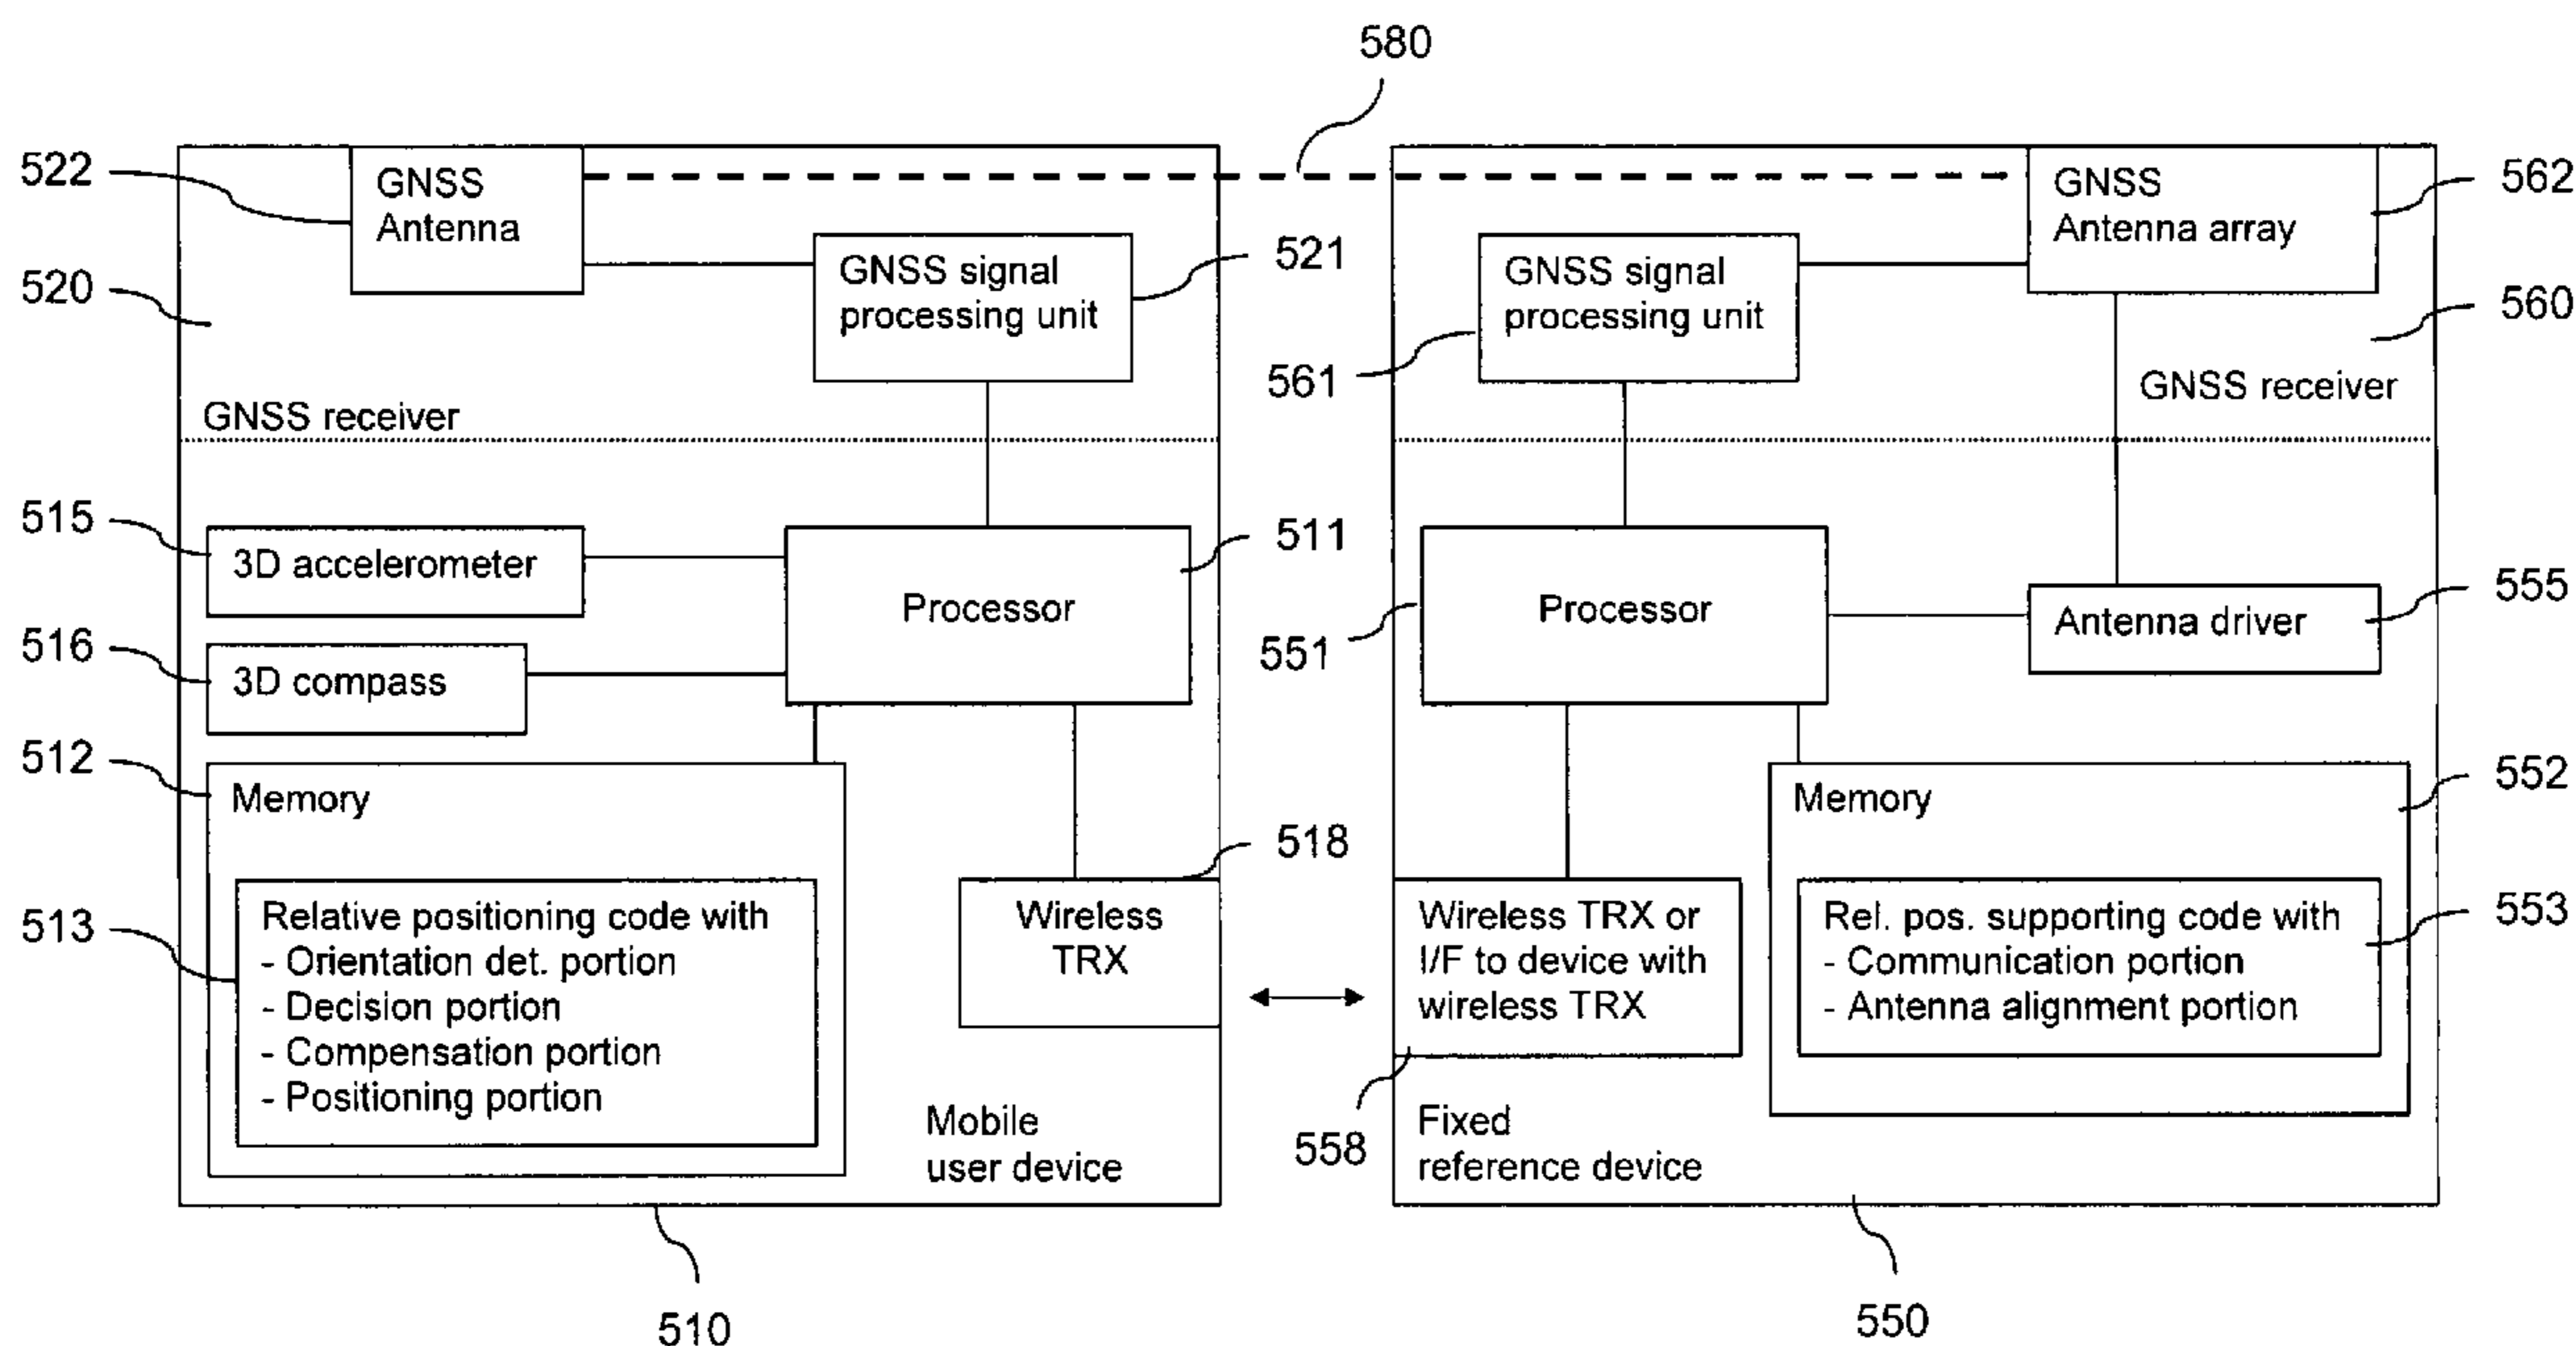 580
522
GNSS
Antenna
GNSS
Antenna array
562
521
GNSS signal
processing unit
GNSS signal
processing unit
520
560
561
GNSS receiver
GNSS receiver
515
3D accelerometer
511
Processor
Processor
551
555
Antenna driver
516
3D compass
512
Memory
Memory
552
518
513
Relative positioning code with
- Orientation det. portion
- Decision portion
- Compensation portion
- Positioning portion
Wireless
TRX
Wireless TRX or
I/F to device with
wireless TRX
Rel. pos. supporting code with
- Communication portion
- Antenna alignment portion
553
Mobile
user device
558
Fixed
reference device
510
550